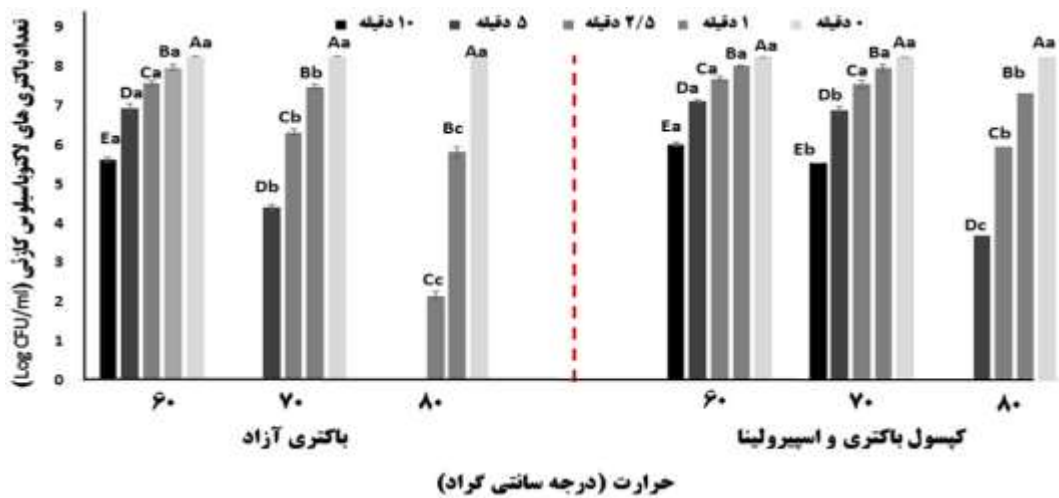 ۰ دقیقه ۱ دقیقه ۲/۵ دقیقه ۵ دقیقه ۱۰ دقیقه
تعداد باکتری های لاکتوباسیلوس کازئی (Log CFU/ml)
9
8
7
6
5
4
3
2
1
0
Ea Da Ca Ba Aa
Db Cb Bb Aa
Cc Bc Aa
Ea Da Ca Ba Aa
Eb Db Ca Ba Aa
Dc Cb Bb Aa
۶۰ ۷۰ ۸۰ ۶۰ ۷۰ ۸۰
باکتری آزاد
کپسول باکتری و اسپیرولینا
حرارت (درجه سانتی گراد)